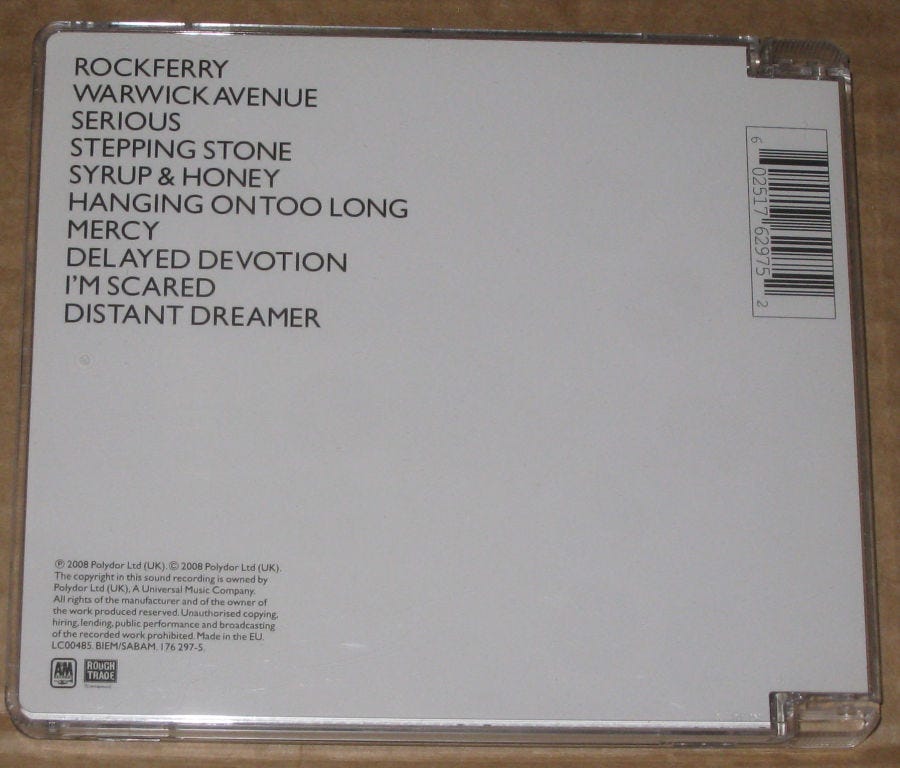 ROCKFERRY
WARWICK AVENUE
SERIOUS
STEPPING STONE
SYRUP & HONEY
HANGING ON TOO LONG
MERCY
DELAYED DEVOTION
I'M SCARED
DISTANT DREAMER
6 02517 62975 2
℗ 2008 Polydor Ltd (UK). © 2008 Polydor Ltd (UK).
The copyright in this sound recording is owned by
Polydor Ltd (UK), A Universal Music Company.
All rights of the manufacturer and of the owner of
the work produced reserved. Unauthorised copying,
hiring, lending, public performance and broadcasting
of the recorded work prohibited. Made in the EU.
LC00485. BIEM/SABAM. 176 297-5.
A&M
ROUGH
TRADE